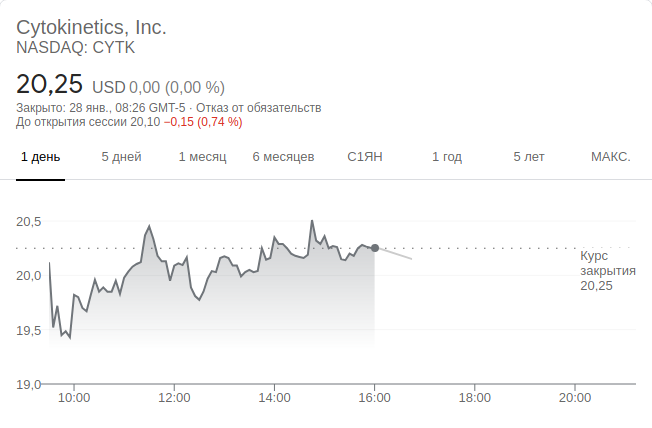 Cytokinetics, Inc.
NASDAQ: CYTK
20,25 USD 0,00 (0,00 %)
Закрыто: 28 янв., 08:26 GMT-5 · Отказ от обязательств
До открытия сессии 20,10 −0,15 (0,74 %)
1 день 5 дней 1 месяц 6 месяцев С1ЯН 1 год 5 лет МАКС.
20,5
Курс
закрытия
20,25
20,0
19,5
19,0
10:00 12:00 14:00 16:00 18:00 20:00